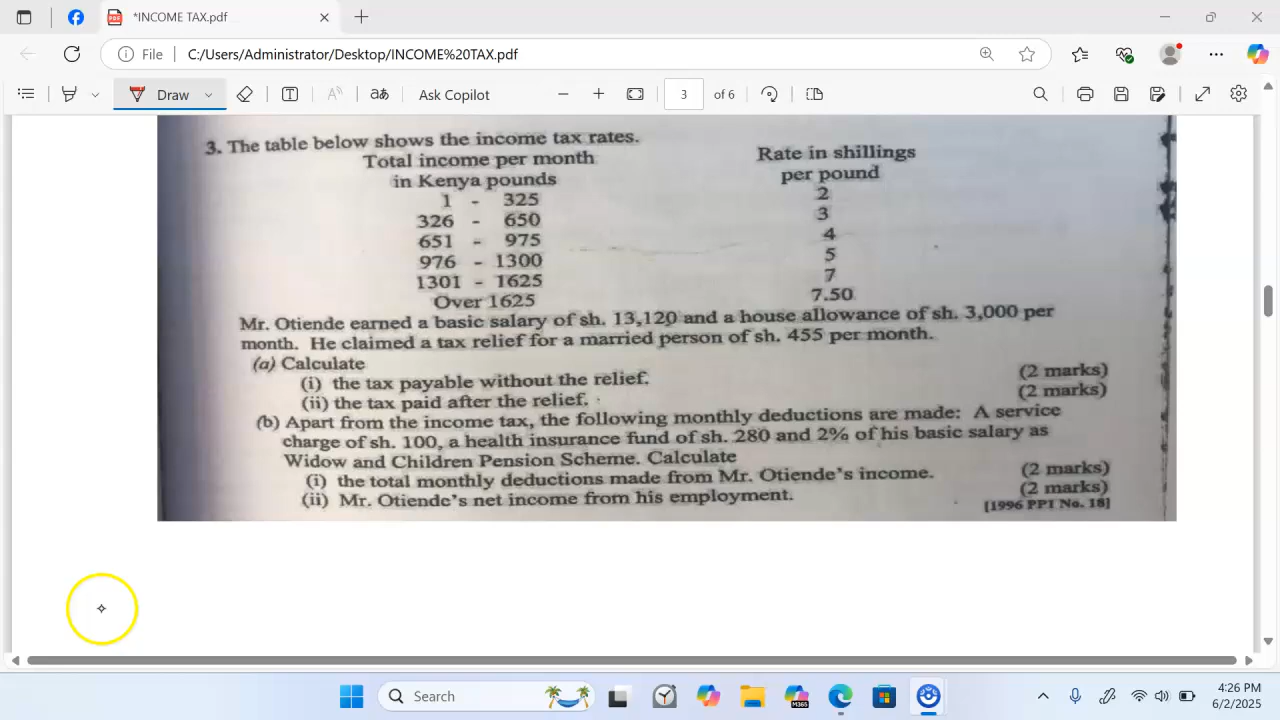 *INCOME TAX.pdf
File C:/Users/Administrator/Desktop/INCOME%20TAX.pdf
Draw Ask Copilot 3 of 6
3. The table below shows the income tax rates.
Total income per month Rate in shillings
in Kenya pounds per pound
1 - 325 2
326 - 650 3
651 - 975 4
976 - 1300 5
1301 - 1625 7
Over 1625 7.50
Mr. Otiende earned a basic salary of sh. 13,120 and a house allowance of sh. 3,000 per
month. He claimed a tax relief for a married person of sh. 455 per month.
(a) Calculate
(i) the tax payable without the relief. (2 marks)
(ii) the tax paid after the relief. (2 marks)
(b) Apart from the income tax, the following monthly deductions are made: A service
charge of sh. 100, a health insurance fund of sh. 280 and 2% of his basic salary as
Widow and Children Pension Scheme. Calculate
(i) the total monthly deductions made from Mr. Otiende's income. (2 marks)
(ii) Mr. Otiende's net income from his employment. (2 marks)
[1996 PP1 No. 18]
Search
4:26 PM
6/2/2025